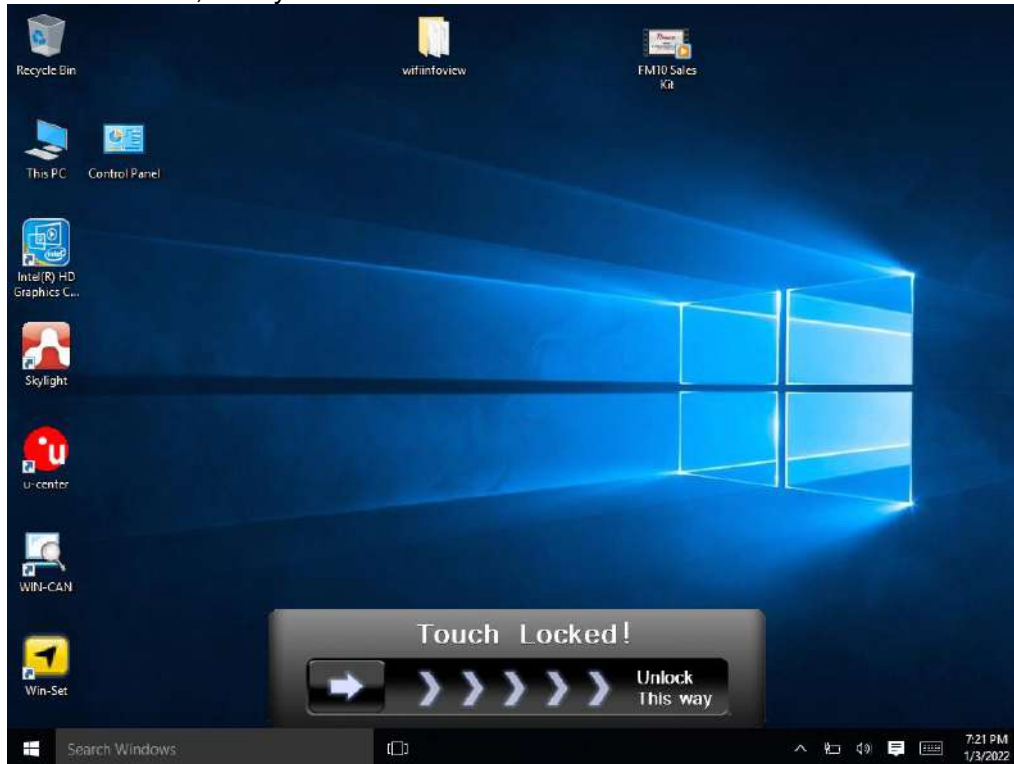 Recycle Bin
wifiinfoview
FM10 Sales
Kit
This PC
Control Panel
intel
Intel(R) HD
Graphics C...
Skylight
u
u-center
WIN-CAN
Touch Locked!
Unlock
This way
Win-Set
Search Windows
7:21 PM
1/3/2022